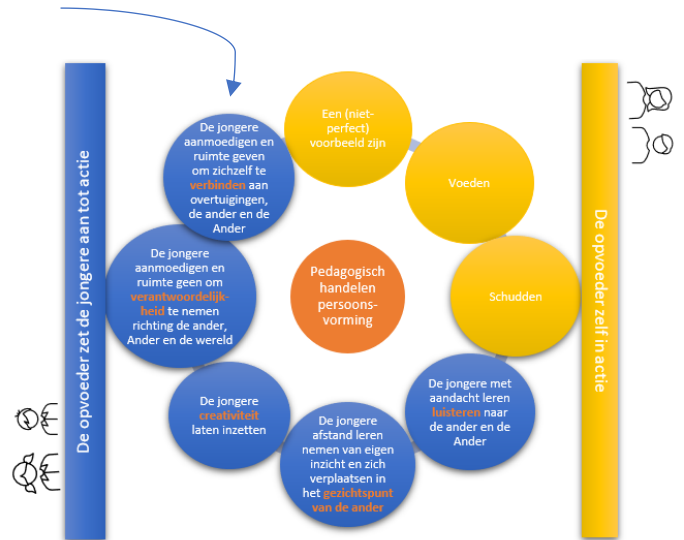 De opvoeder zet de jongere aan tot actie
Een (niet-
perfect)
voorbeeld zijn
Voeden
Schudden
De jongere met
aandacht leren
luisteren naar
de ander en de
Ander
De jongere
afstand leren
nemen van eigen
inzicht en zich
verplaatsen in
het gezichtspunt
van de ander
De jongere
creativiteit
laten inzetten
De jongere
aanmoedigen en
ruimte geen om
verantwoordelijk-
heid te nemen
richting de ander,
Ander en de wereld
De jongere
aanmoedigen en
ruimte geven
om zichzelf te
verbinden aan
overtuigingen,
de ander en de
Ander
Pedagogisch
handelen
persoons-
vorming
De opvoeder zelf in actie